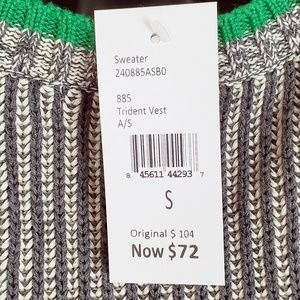 Sweater
240885ASB0
885
Trident Vest
A/S
8 45611 44293 7
S
Original $ 104
Now $72